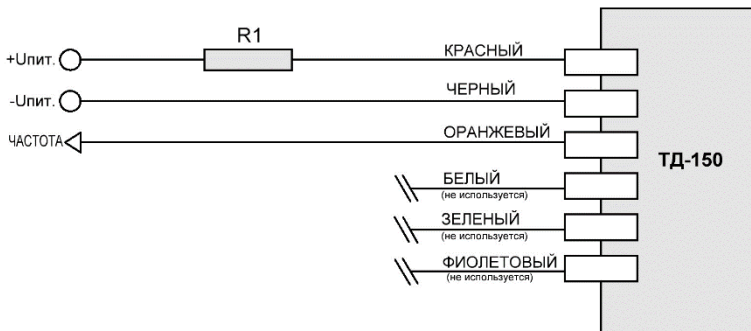 R1
+Uпит.
КРАСНЫЙ
-Uпит.
ЧЕРНЫЙ
ЧАСТОТА
ОРАНЖЕВЫЙ
ТД-150
БЕЛЫЙ
(не используется)
ЗЕЛЕНЫЙ
(не используется)
ФИОЛЕТОВЫЙ
(не используется)